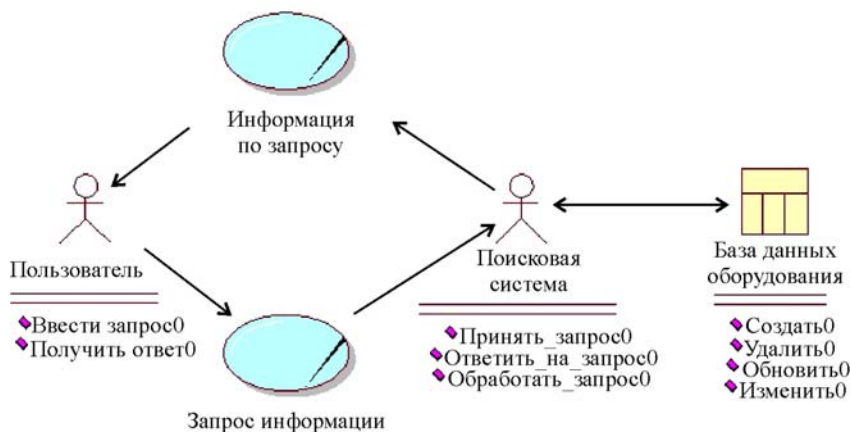 Информация
по запросу
Пользователь
Ввести запрос0
Получить ответ0
Запрос информации
Поисковая
система
Принять_запрос0
Ответить_на_запрос0
Обработать_запрос0
База данных
оборудования
Создать0
Удалить0
Обновить0
Изменить0